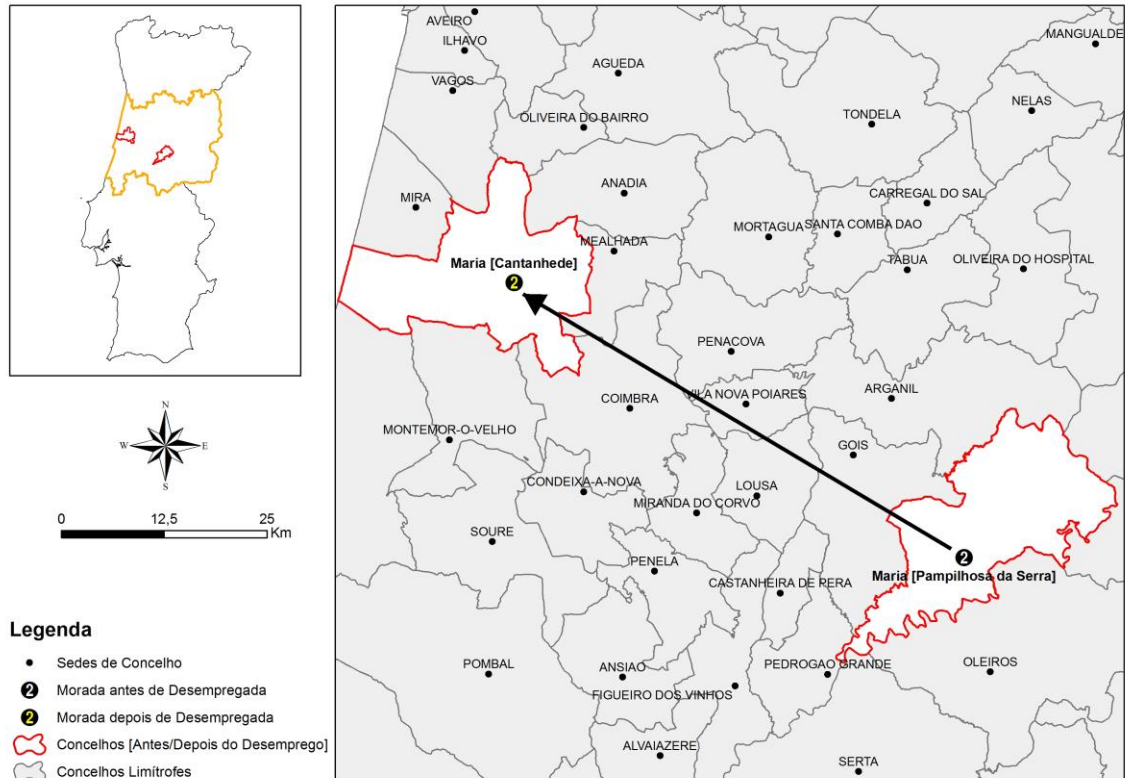 AVEIRO
ILHAVO
MANGUALDE
AGUEDA
VAGOS
NELAS
OLIVEIRA DO BAIRRO
TONDELA
ANADIA
CARREGAL DO SAL
MIRA
MORTAGUA
SANTA COMBA DAO
MEALHADA
Maria [Cantanhede]
TABUA
OLIVEIRA DO HOSPITAL
2
PENACOVA
ARGANIL
COIMBRA
VILA NOVA POIARES
MONTEMOR-O-VELHO
GOIS
CONDEIXA-A-NOVA
LOUSA
MIRANDA DO CORVO
SOURE
2
PENELA
Maria [Pampilhosa da Serra]
CASTANHEIRA DE PERA
POMBAL
ANSIAO
PEDROGAO GRANDE
OLEIROS
FIGUEIRO DOS VINHOS
ALVAIAZERE
SERTA
N
W
E
S
0
12,5
25
Km
Legenda
Sedes de Concelho
2 Morada antes de Desempregada
2 Morada depois de Desempregada
Concelhos [Antes/Depois do Desemprego]
Concelhos Limítrofes